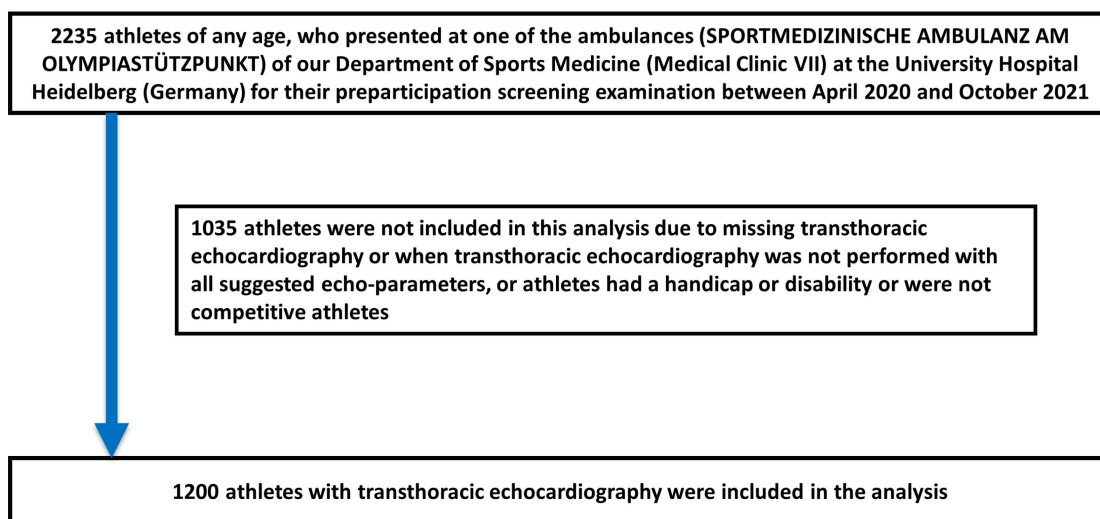 2235 athletes of any age, who presented at one of the ambulances (SPORTMEDIZINISCHE AMBULANZ AM
OLYMPIASTÜTZPUNKT) of our Department of Sports Medicine (Medical Clinic VII) at the University Hospital
Heidelberg (Germany) for their preparticipation screening examination between April 2020 and October 2021
1035 athletes were not included in this analysis due to missing transthoracic
echocardiography or when transthoracic echocardiography was not performed with
all suggested echo-parameters, or athletes had a handicap or disability or were not
competitive athletes
1200 athletes with transthoracic echocardiography were included in the analysis